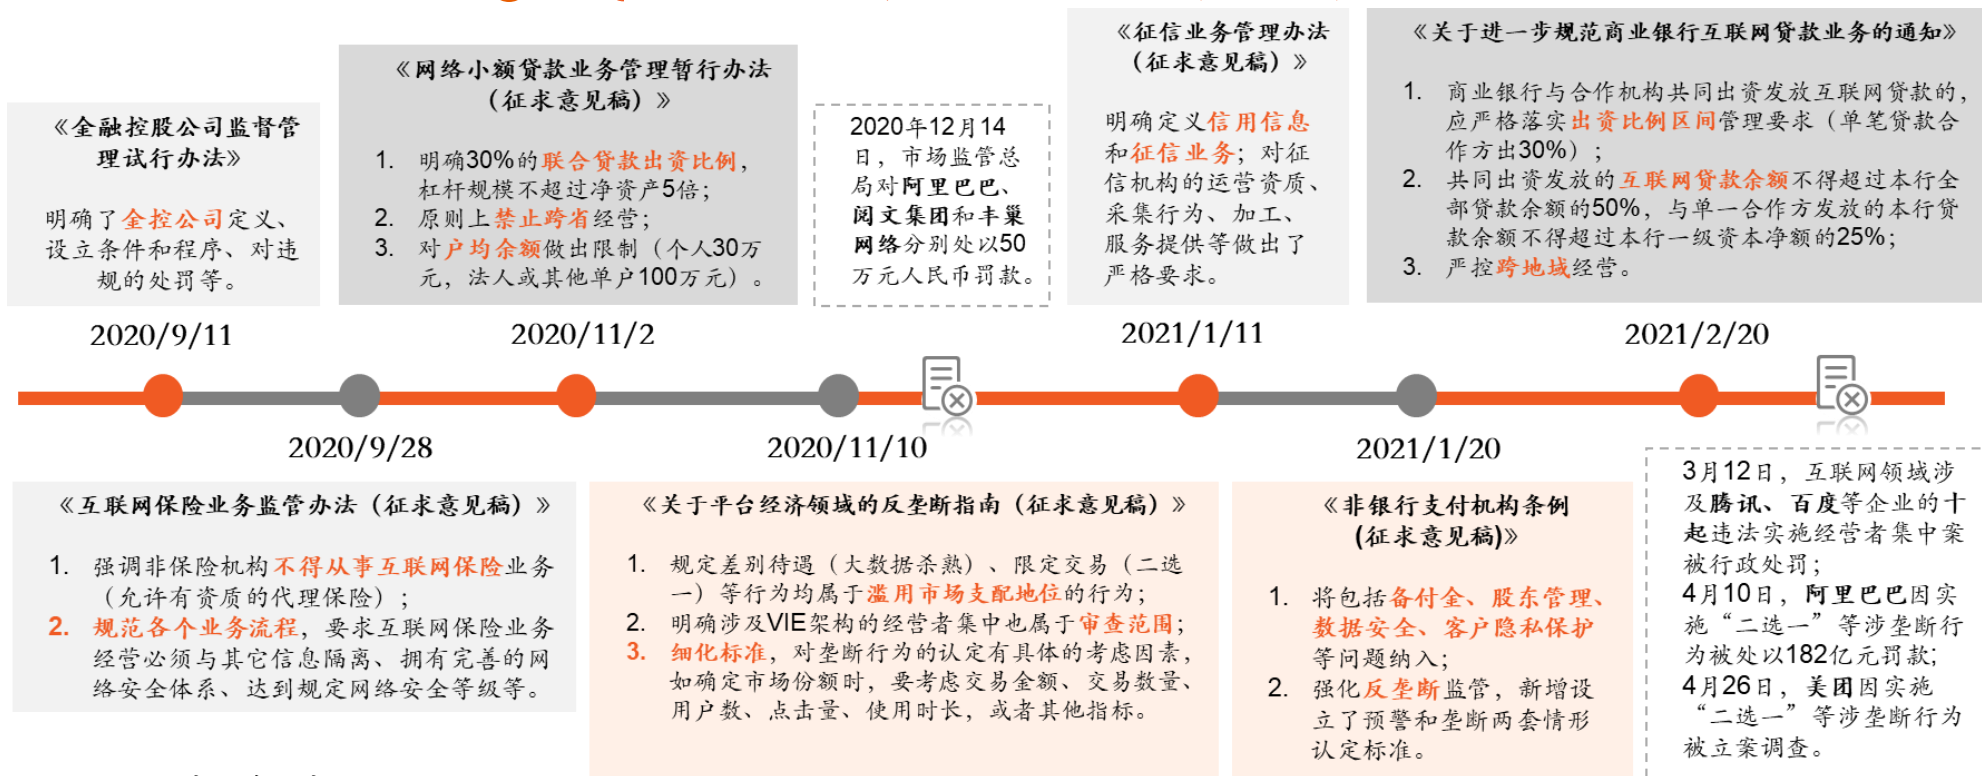 《金融控股公司监督管
理试行办法》
明确了金控公司定义、
设立条件和程序、对违
规的处罚等。
2020/9/11
《网络小额贷款业务管理暂行办法
（征求意见稿）》
1. 明确30%的联合贷款出资比例，
杠杆规模不超过净资产5倍；
2. 原则上禁止跨省经营；
3. 对户均余额做出限制（个人30万
元，法人或其他单户100万元）。
2020/11/2
2020年12月14
日，市场监管总
局对阿里巴巴、
阅文集团和丰巢
网络分别处以50
万元人民币罚款。
《征信业务管理办法
（征求意见稿）》
明确定义信用信息
和征信业务；对征
信机构的运营资质、
采集行为、加工、
服务提供等做出了
严格要求。
2021/1/11
《关于进一步规范商业银行互联网贷款业务的通知》
1. 商业银行与合作机构共同出资发放互联网贷款的，
应严格落实出资比例区间管理要求（单笔贷款合
作方出30%）；
2. 共同出资发放的互联网贷款余额不得超过本行全
部贷款余额的50%，与单一合作方发放的本行贷
款余额不得超过本行一级资本净额的25%；
3. 严控跨地域经营。
2021/2/20
2020/9/28
《互联网保险业务监管办法（征求意见稿）》
1. 强调非保险机构不得从事互联网保险业务
（允许有资质的代理保险）；
2. 规范各个业务流程，要求互联网保险业务
经营必须与其它信息隔离、拥有完善的网
络安全体系、达到规定网络安全等级等。
2020/11/10
《关于平台经济领域的反垄断指南（征求意见稿）》
1. 规定差别待遇（大数据杀熟）、限定交易（二选
一）等行为均属于滥用市场支配地位的行为；
2. 明确涉及VIE架构的经营者集中也属于审查范围；
3. 细化标准，对垄断行为的认定有具体的考虑因素，
如确定市场份额时，要考虑交易金额、交易数量、
用户数、点击量、使用时长，或者其他指标。
2021/1/20
《非银行支付机构条例
(征求意见稿)》
1. 将包括备付金、股东管理、
数据安全、客户隐私保护
等问题纳入；
2. 强化反垄断监管，新增设
立了预警和垄断两套情形
认定标准。
3月12日，互联网领域涉
及腾讯、百度等企业的十
起违法实施经营者集中案
被行政处罚；
4月10日，阿里巴巴因实
施“二选一”等涉垄断行
为被处以182亿元罚款；
4月26日，美团因实施
“二选一”等涉垄断行为
被立案调查。